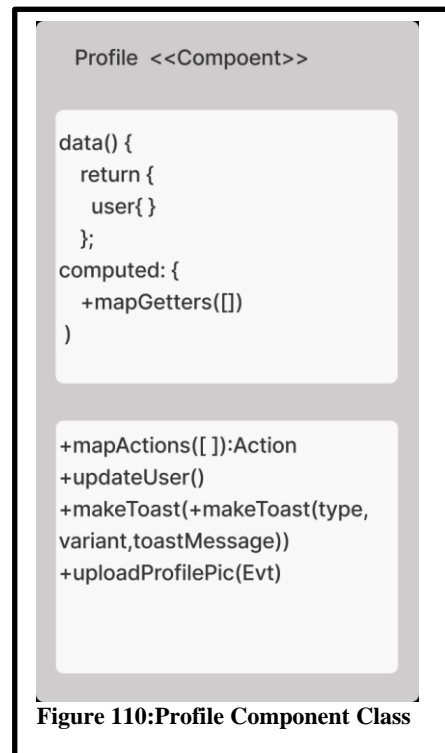 Profile <<Compoent>>
data() {
return {
user{ }
};
computed: {
+mapGetters([])
)
+mapActions([ ]):Action
+updateUser()
+makeToast(+makeToast(type,
variant,toastMessage))
+uploadProfilePic(Evt)
Figure 110:Profile Component Class